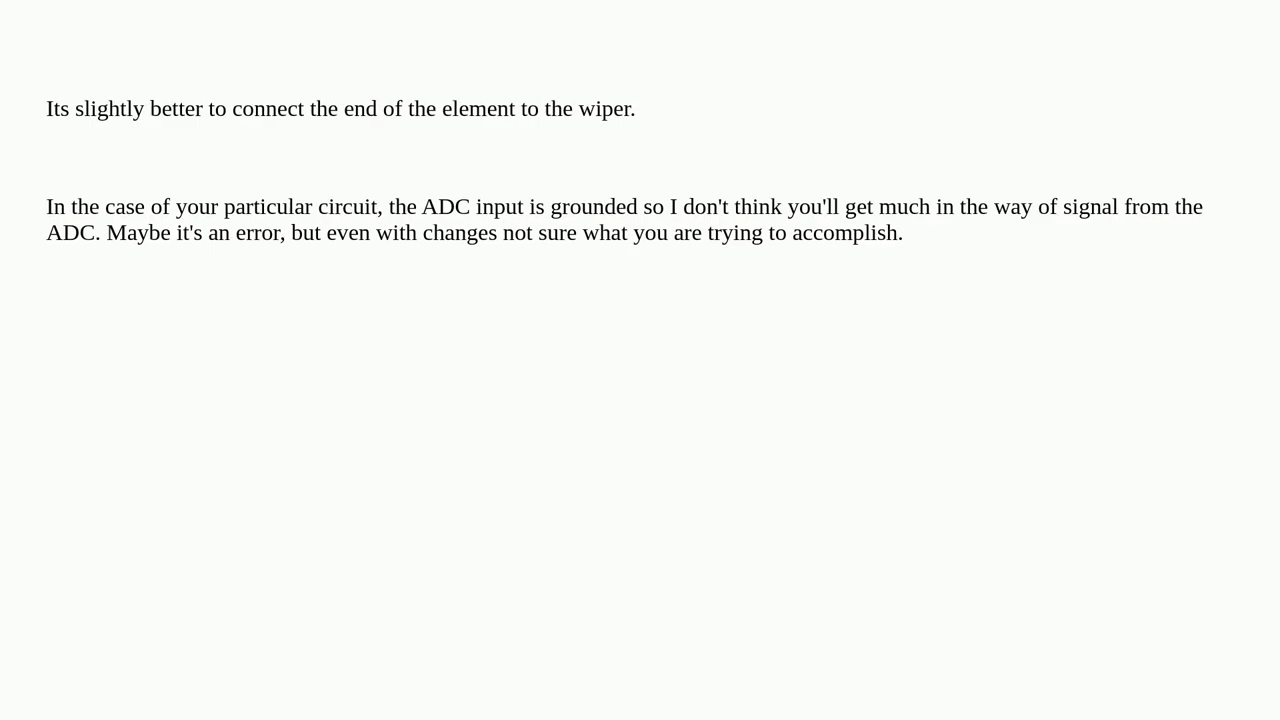 Its slightly better to connect the end of the element to the wiper.
In the case of your particular circuit, the ADC input is grounded so I don't think you'll get much in the way of signal from the
ADC. Maybe it's an error, but even with changes not sure what you are trying to accomplish.